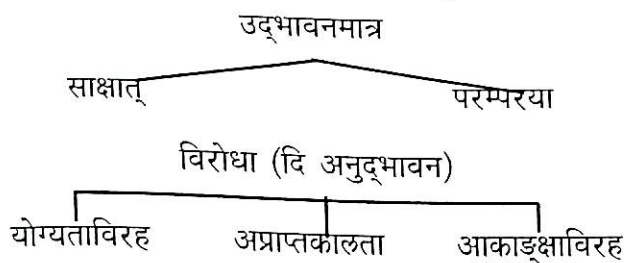 उद्भावनमात्र
साक्षात् परम्परया
विरोधा (दि अनुद्भावन)
योग्यताविरह अप्राप्तकालता आकाङ्क्षाविरह